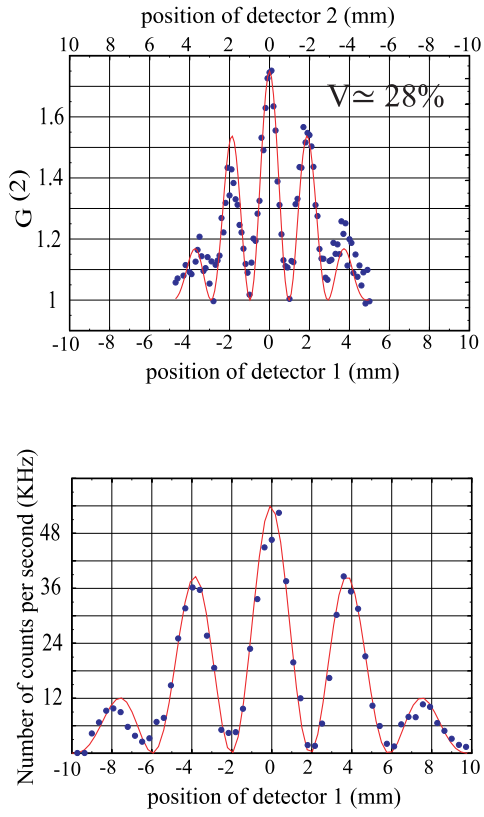 position of detector 2 (mm)
10 8 6 4 2 0 -2 -4 -6 -8 -10
V≃ 28%
G (2)
1.6
1.4
1.2
1
-10 -8 -6 -4 -2 0 2 4 6 8 10
position of detector 1 (mm)
Number of counts per second (KHz)
48
36
24
12
-10 -8 -6 -4 -2 0 2 4 6 8 10
position of detector 1 (mm)